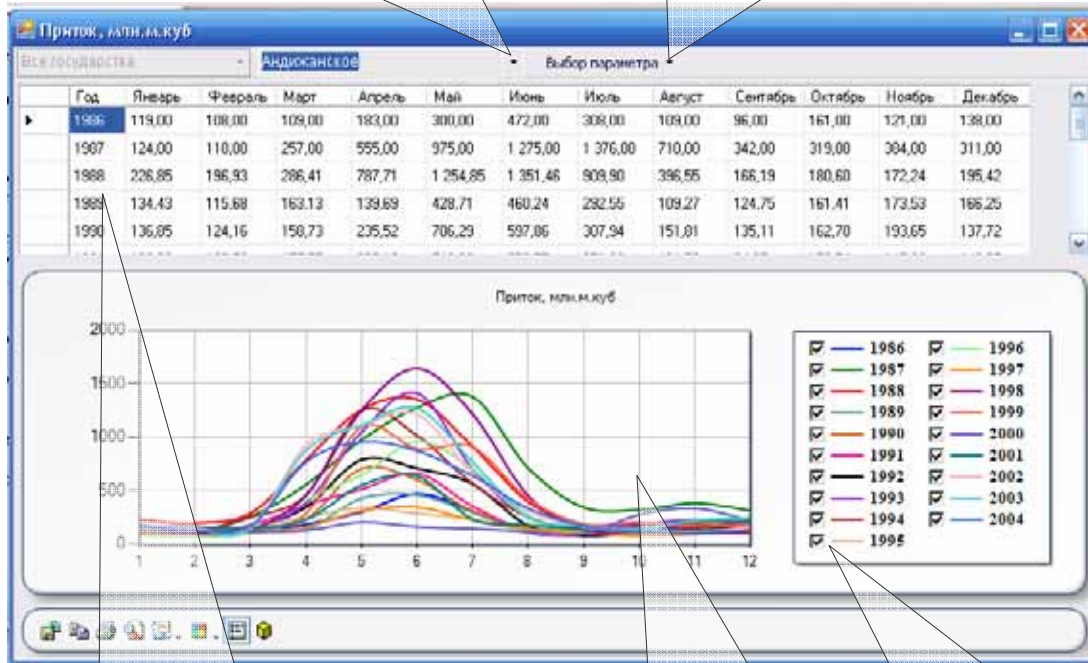 Приток, млн.м.куб
Все государства Андижанское Выбор параметра
Год Январь Февраль Март Апрель Май Июнь Июль Август Сентябрь Октябрь Ноябрь Декабрь
1986 119,00 108,00 109,00 183,00 300,00 472,00 308,00 109,00 96,00 161,00 121,00 138,00
1987 124,00 110,00 257,00 555,00 975,00 1 275,00 1 376,00 710,00 342,00 319,00 384,00 311,00
1988 226,85 196,93 286,41 787,71 1 254,85 1 351,46 909,90 396,55 166,19 180,60 172,24 195,42
1989 134,43 115,68 163,13 139,69 428,71 460,24 292,55 109,27 124,75 161,41 173,53 166,25
1990 136,85 124,16 158,73 235,52 706,29 597,86 307,94 151,81 135,11 162,70 193,65 137,72
Приток, млн.м.куб
2000
1500
1000
500
0
1 2 3 4 5 6 7 8 9 10 11 12
1986 1996
1987 1997
1988 1998
1989 1999
1990 2000
1991 2001
1992 2002
1993 2003
1994 2004
1995